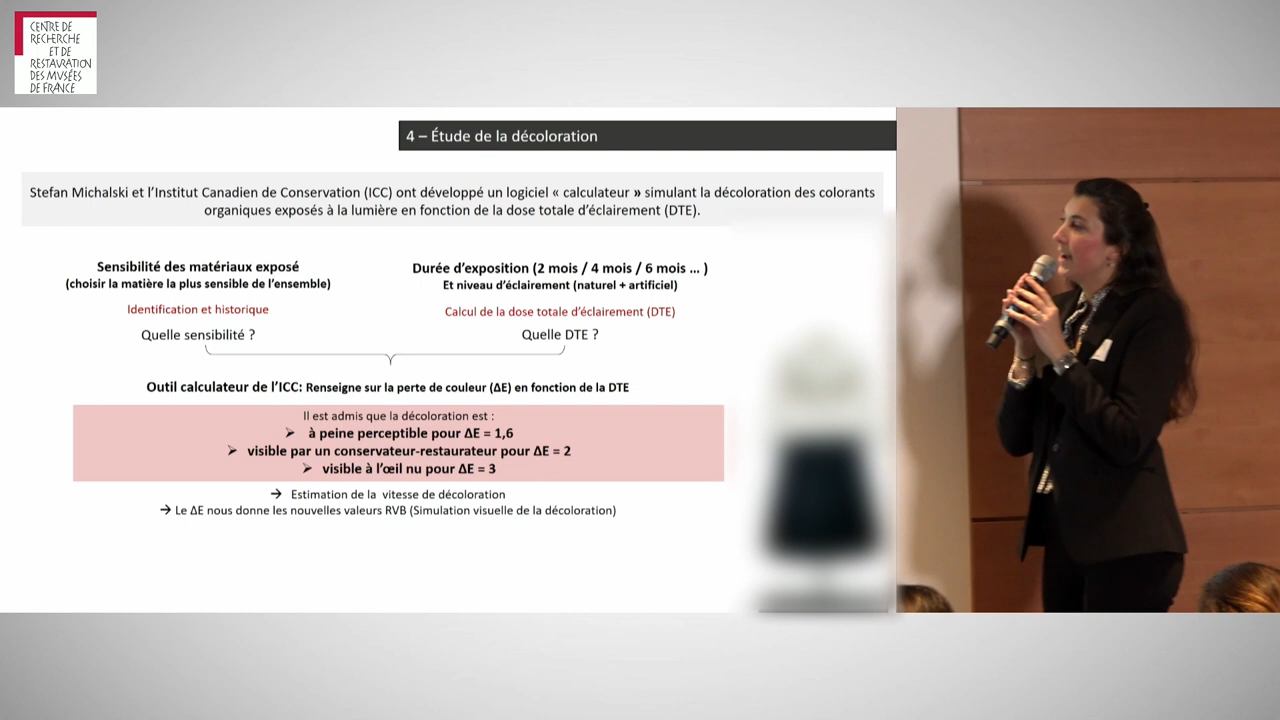 CENTRE DE
RECHERCHE
ET DE
RESTAURATION
DES MUSÉES
DE FRANCE
4 – Étude de la décoloration
Stefan Michalski et l'Institut Canadien de Conservation (ICC) ont développé un logiciel « calculateur » simulant la décoloration des colorants
organiques exposés à la lumière en fonction de la dose totale d'éclairement (DTE).
Sensibilité des matériaux exposé
(choisir la matière la plus sensible de l'ensemble)
Identification et historique
Quelle sensibilité ?
Durée d'exposition (2 mois / 4 mois / 6 mois ... )
Et niveau d'éclairement (naturel + artificiel)
Calcul de la dose totale d'éclairement (DTE)
Quelle DTE ?
Outil calculateur de l'ICC: Renseigne sur la perte de couleur (ΔE) en fonction de la DTE
Il est admis que la décoloration est :
➢ à peine perceptible pour ΔE = 1,6
➢ visible par un conservateur-restaurateur pour ΔE = 2
➢ visible à l'œil nu pour ΔE = 3
→ Estimation de la vitesse de décoloration
→ Le ΔE nous donne les nouvelles valeurs RVB (Simulation visuelle de la décoloration)